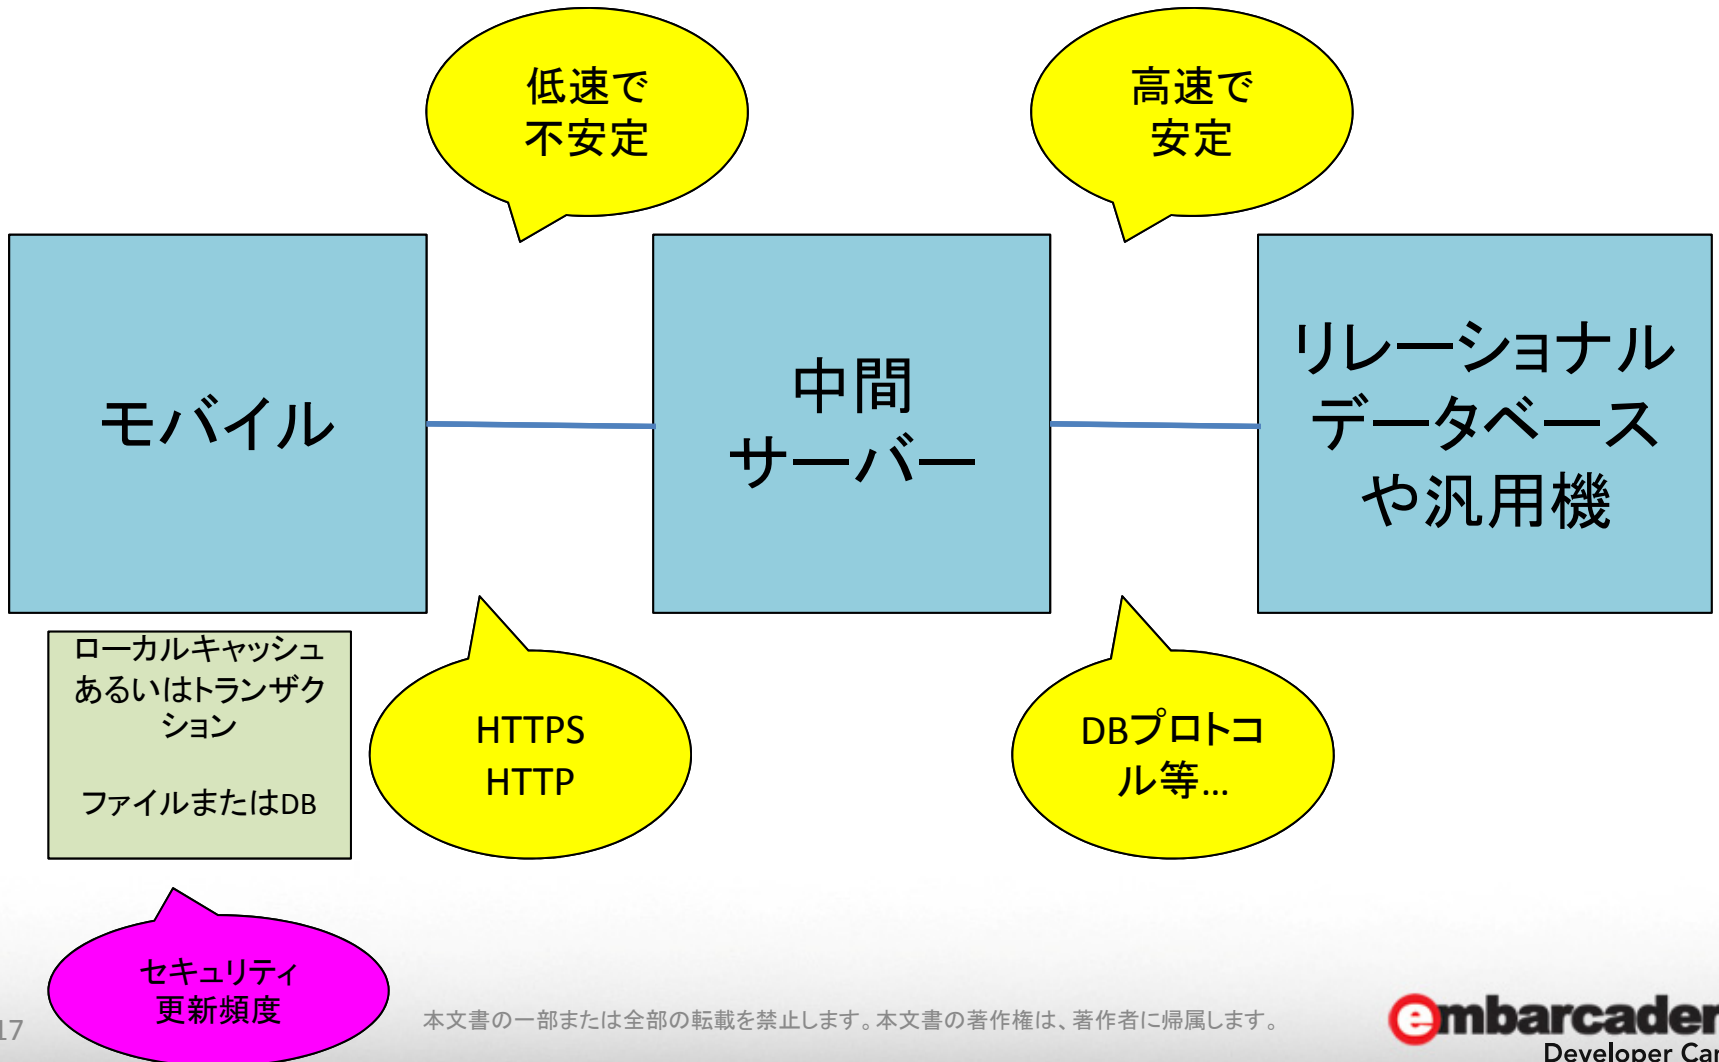 低速で
不安定
高速で
安定
モバイル
中間
サーバー
リレーショナル
データベース
や汎用機
ローカルキャッシュ
あるいはトランザク
ション
ファイルまたはDB
HTTPS
HTTP
DBプロトコ
ル等…
セキュリティ
更新頻度
17
本文書の一部または全部の転載を禁止します。本文書の著作権は、著作者に帰属します。
embarcader
Developer Cam